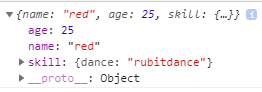 ▼{name: "red", age: 25, skill: {…}} i
age: 25
name: "red"
▶ skill: {dance: "rubitdance"}
▶ __proto__: Object